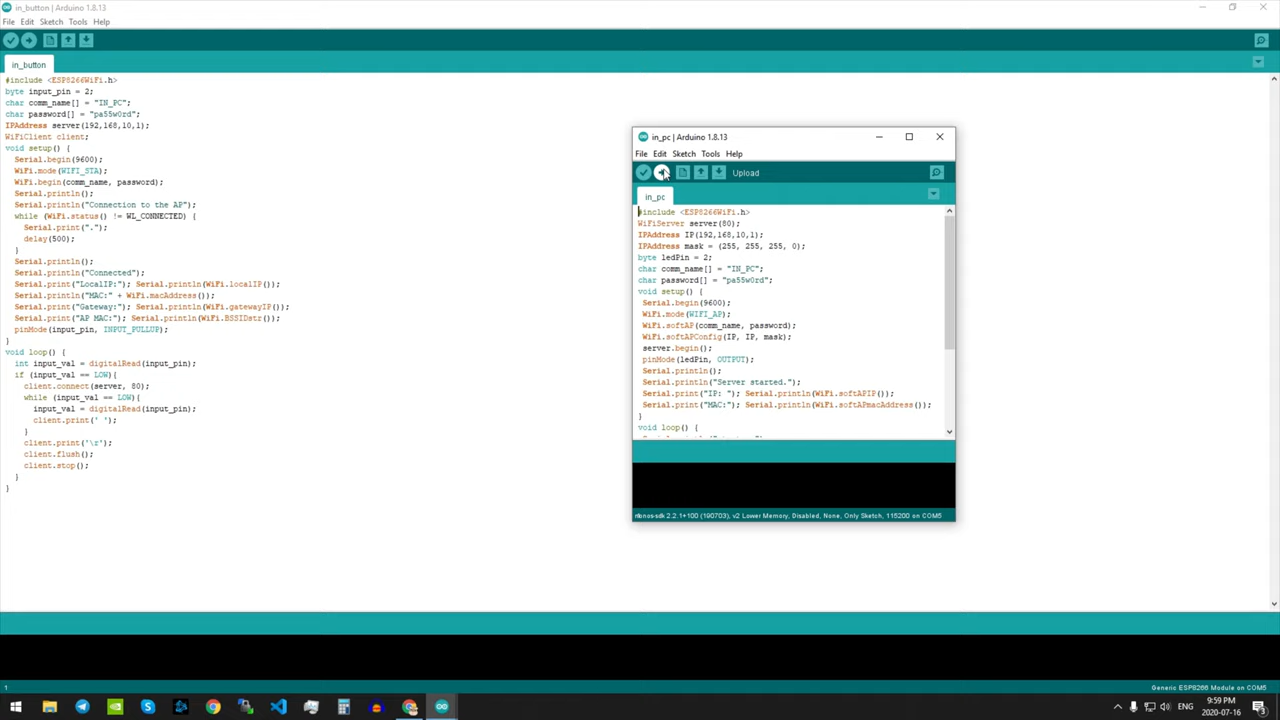 in_button | Arduino 1.8.13
File Edit Sketch Tools Help
in_button
#include <ESP8266WiFi.h>
byte input_pin = 2;
char comm_name[] = "IN_PC";
char password[] = "pa55w0rd";
IPAddress server(192,168,10,1);
WiFiClient client;
void setup() {
Serial.begin(9600);
WiFi.mode(WIFI_STA);
WiFi.begin(comm_name, password);
Serial.println();
Serial.println("Connection to the AP");
while (WiFi.status() != WL_CONNECTED) {
Serial.print(".");
delay(500);
}
Serial.println();
Serial.println("Connected");
Serial.print("LocalIP:"); Serial.println(WiFi.localIP());
Serial.println("MAC:" + WiFi.macAddress());
Serial.print("Gateway:"); Serial.println(WiFi.gatewayIP());
Serial.print("AP MAC:"); Serial.println(WiFi.BSSIDstr());
pinMode(input_pin, INPUT_PULLUP);
}
void loop() {
int input_val = digitalRead(input_pin);
if (input_val == LOW){
client.connect(server, 80);
while (input_val == LOW){
input_val = digitalRead(input_pin);
client.print(' ');
}
client.print('\r');
client.flush();
client.stop();
}
}
in_pc | Arduino 1.8.13
File Edit Sketch Tools Help
Upload
in_pc
#include <ESP8266WiFi.h>
WiFiServer server(80);
IPAddress IP(192,168,10,1);
IPAddress mask = (255, 255, 255, 0);
byte ledPin = 2;
char comm_name[] = "IN_PC";
char password[] = "pa55w0rd";
void setup() {
Serial.begin(9600);
WiFi.mode(WIFI_AP);
WiFi.softAP(comm_name, password);
WiFi.softAPConfig(IP, IP, mask);
server.begin();
pinMode(ledPin, OUTPUT);
Serial.println();
Serial.println("Server started.");
Serial.print("IP: "); Serial.println(WiFi.softAPIP());
Serial.print("MAC:"); Serial.println(WiFi.softAPmacAddress());
}
void loop() {
2.2.1+100 (190703), v2 Lower Memory, Disabled, None, Only Sketch, 115200 on COM5
1
Generic ESP8266 Module on COM5
ENG
9:59 PM
2020-07-16
3